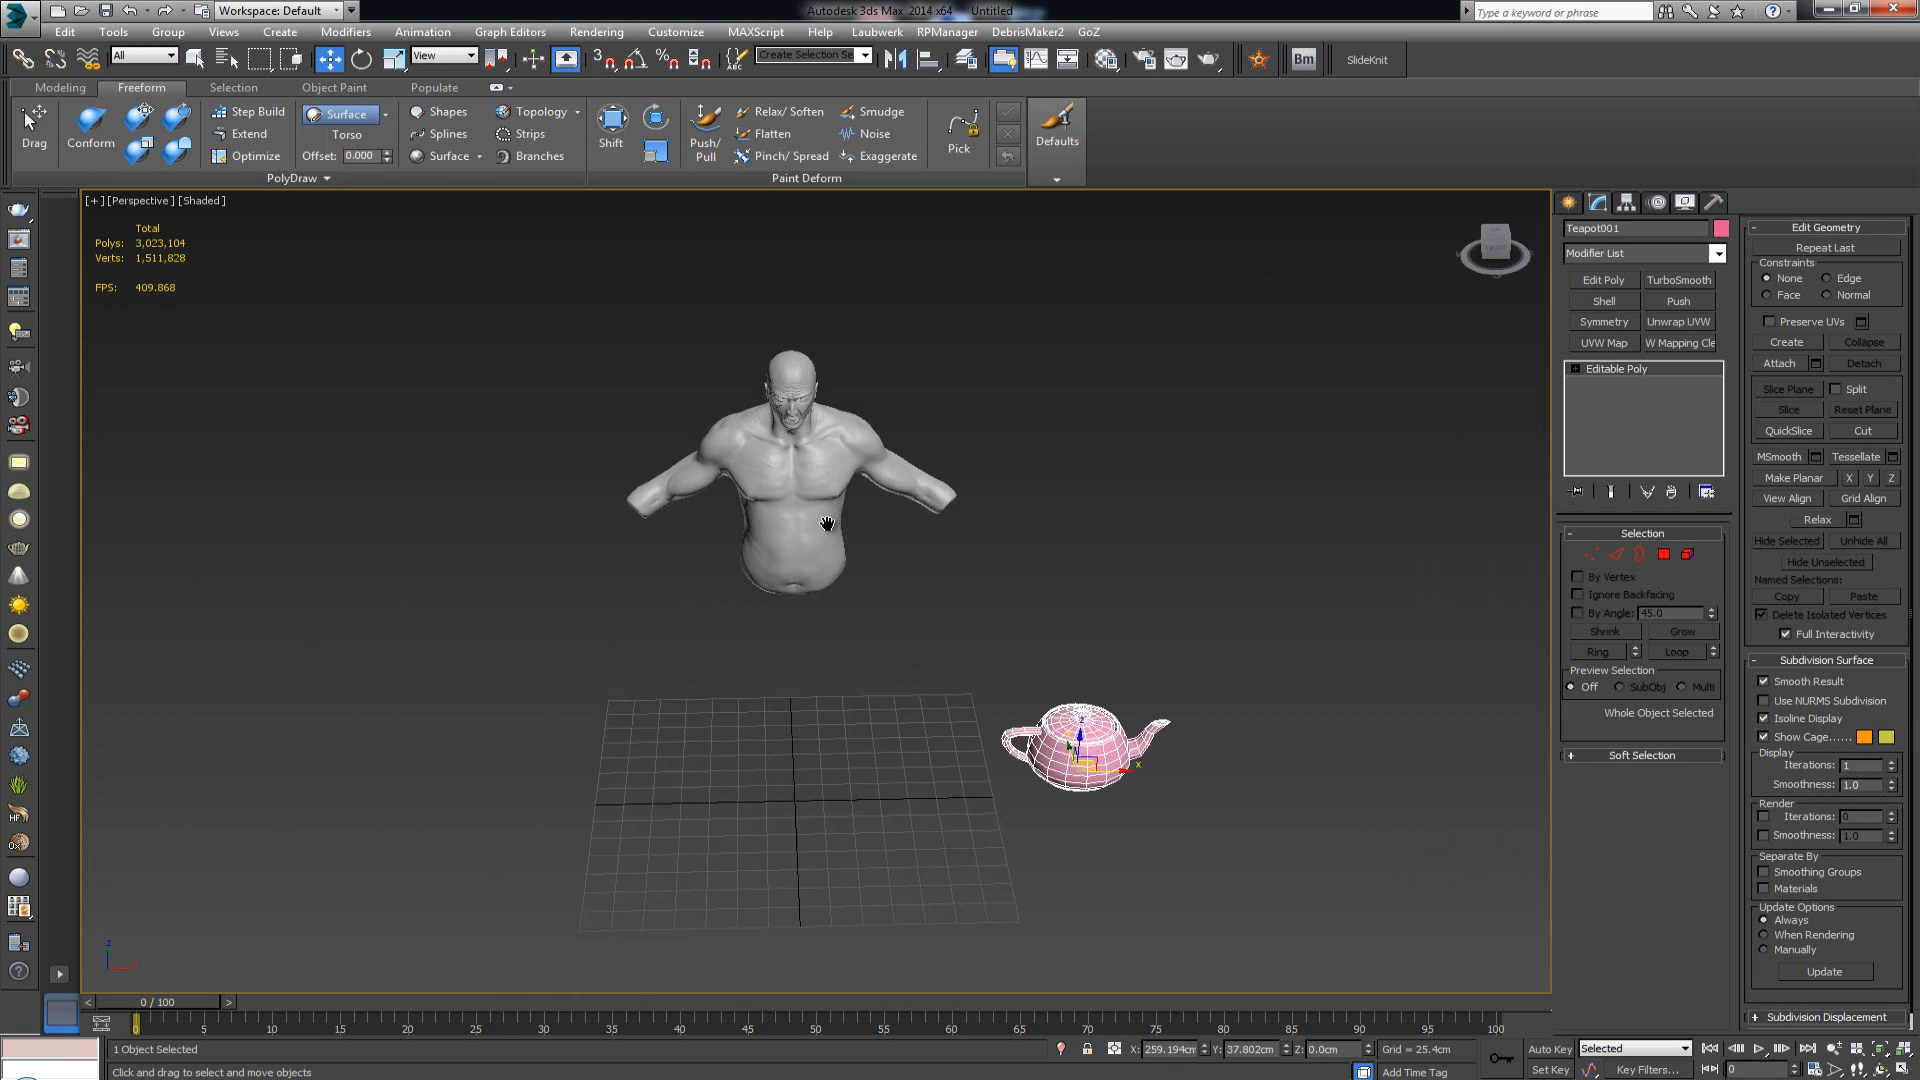 Workspace: Default
Autodesk 3ds Max  2014 x64     Untitled
Type a keyword or phrase
Edit Tools Group Views Create Modifiers Animation Graph Editors Rendering Customize MAXScript Help Laubwerk RPManager DebrisMaker2 GoZ
All View 3 Create Selection Se Bm SlideKnit
Modeling Freeform Selection Object Paint Populate
Step Build Surface Shapes Topology Relax/ Soften Smudge
Drag Conform Extend Torso Splines Strips Shift Push/ Pull Flatten Noise Pick Defaults
Optimize Offset: 0.000 Surface Branches Pinch/ Spread Exaggerate
PolyDraw Paint Deform
[+] [Perspective ] [Shaded ]
Total
Polys: 3,023,104
Verts: 1,511,828
FPS: 409.868
FRONT
Teapot001
Modifier List
Edit Poly TurboSmooth
Shell Push
Symmetry Unwrap UVW
UVW Map W Mapping Cle
Editable Poly
Selection
By Vertex
Ignore Backfacing
By Angle: 45.0
Shrink Grow
Ring Loop
Preview Selection
Off SubObj Multi
Whole Object Selected
Soft Selection
Edit Geometry
Repeat Last
Constraints
None Edge
Face Normal
Preserve UVs
Create Collapse
Attach Detach
Slice Plane Split
Slice Reset Plane
QuickSlice Cut
MSmooth Tessellate
Make Planar X Y Z
View Align Grid Align
Relax
Hide Selected Unhide All
Hide Unselected
Named Selections:
Copy Paste
Delete Isolated Vertices
Full Interactivity
Subdivision Surface
Smooth Result
Use NURMS Subdivision
Isoline Display
Show Cage......
Display
Iterations: 1
Smoothness: 1.0
Render
Iterations: 0
Smoothness: 1.0
Separate By
Smoothing Groups
Materials
Update Options
Always
When Rendering
Manually
Update
Subdivision Displacement
z
x
z
HF
0 / 100
0 5 10 15 20 25 30 35 40 45 50 55 60 65 70 75 80 85 90 95 100
1 Object Selected X: 259.194cm Y: 37.802cm Z: 0.0cm Grid = 25.4cm Auto Key Selected
Click and drag to select and move objects Add Time Tag Set Key Key Filters... 0